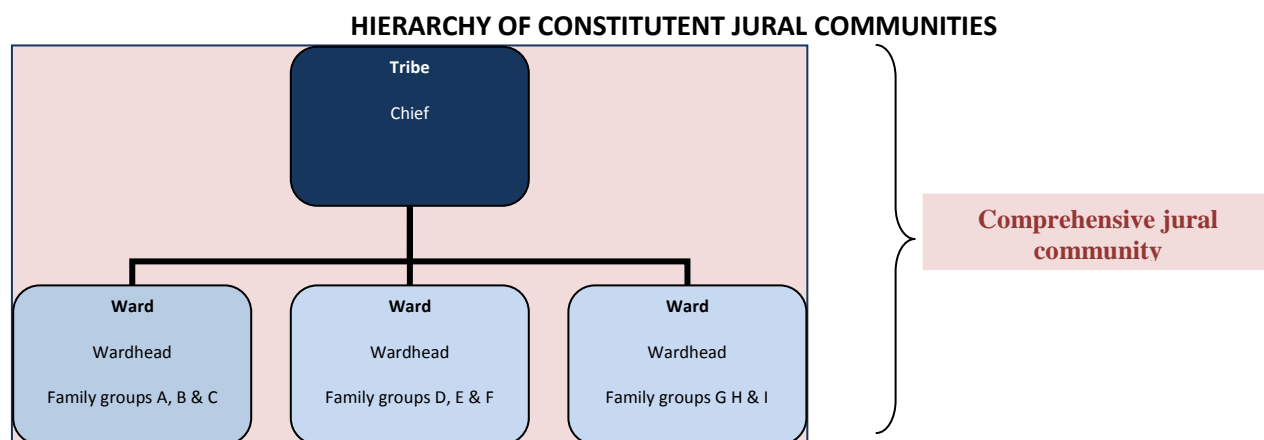 HIERARCHY OF CONSTITUTENT JURAL COMMUNITIES
Tribe
Chief
Comprehensive jural
community
Ward
Wardhead
Family groups A, B & C
Ward
Wardhead
Family groups D, E & F
Ward
Wardhead
Family groups G H & I